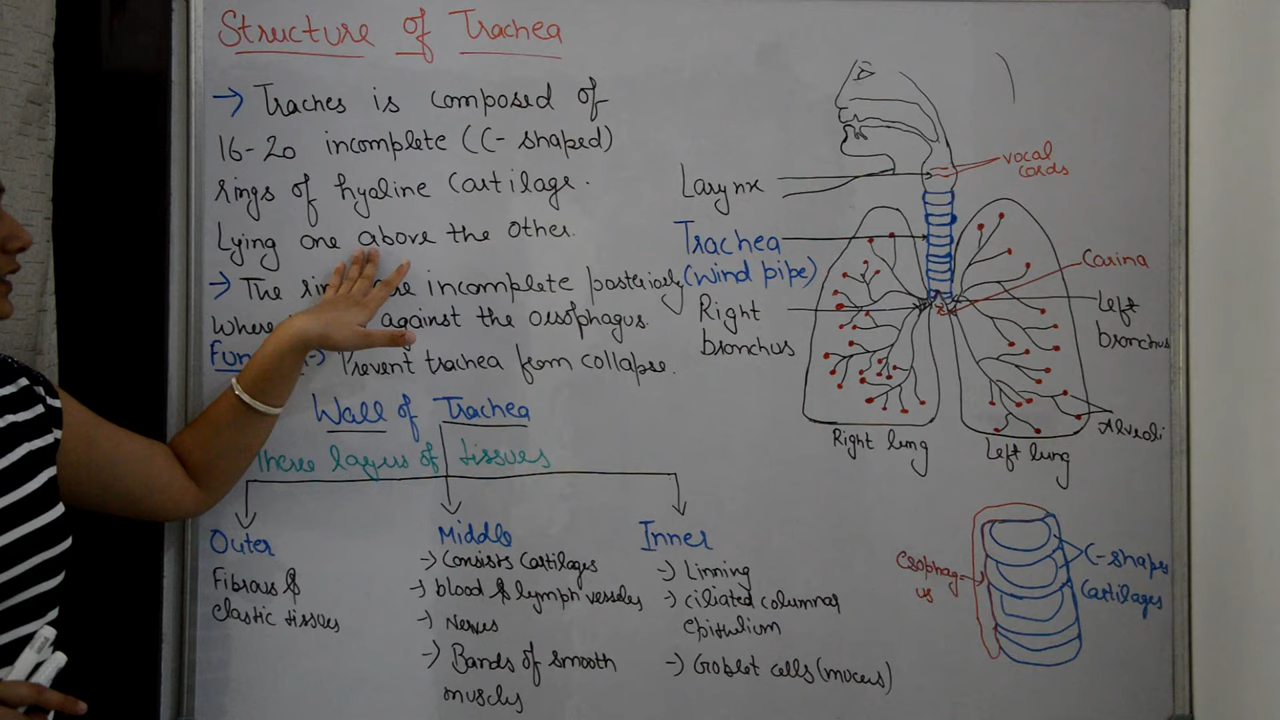 Structure of Trachea
→ Traches is composed of
16-20 incomplete (C- shaped)
rings of hyaline Cartilage.
Lying one above the other.
→ The incomplete posteriorly
against the oesophagus.
Prevent trachea from collapse.
Wall of Trachea
Three layers of tissues
Outer
Fibrous &
elastic tissues
Middle
→ Consists Cartilages
→ blood & lymph vessels
→ Nerves
→ Bands of smooth
muscles
Inner
→ Linning
→ ciliated columnar
epithelium
→ Goblet cells (mucus)
vocal
cords
Larynx
Trachea
(wind pipe)
Carina
Right
bronchus
Left
bronchus
Alveoli
Right lung
Left lung
Esophag-
us
C-shapes
Cartilages